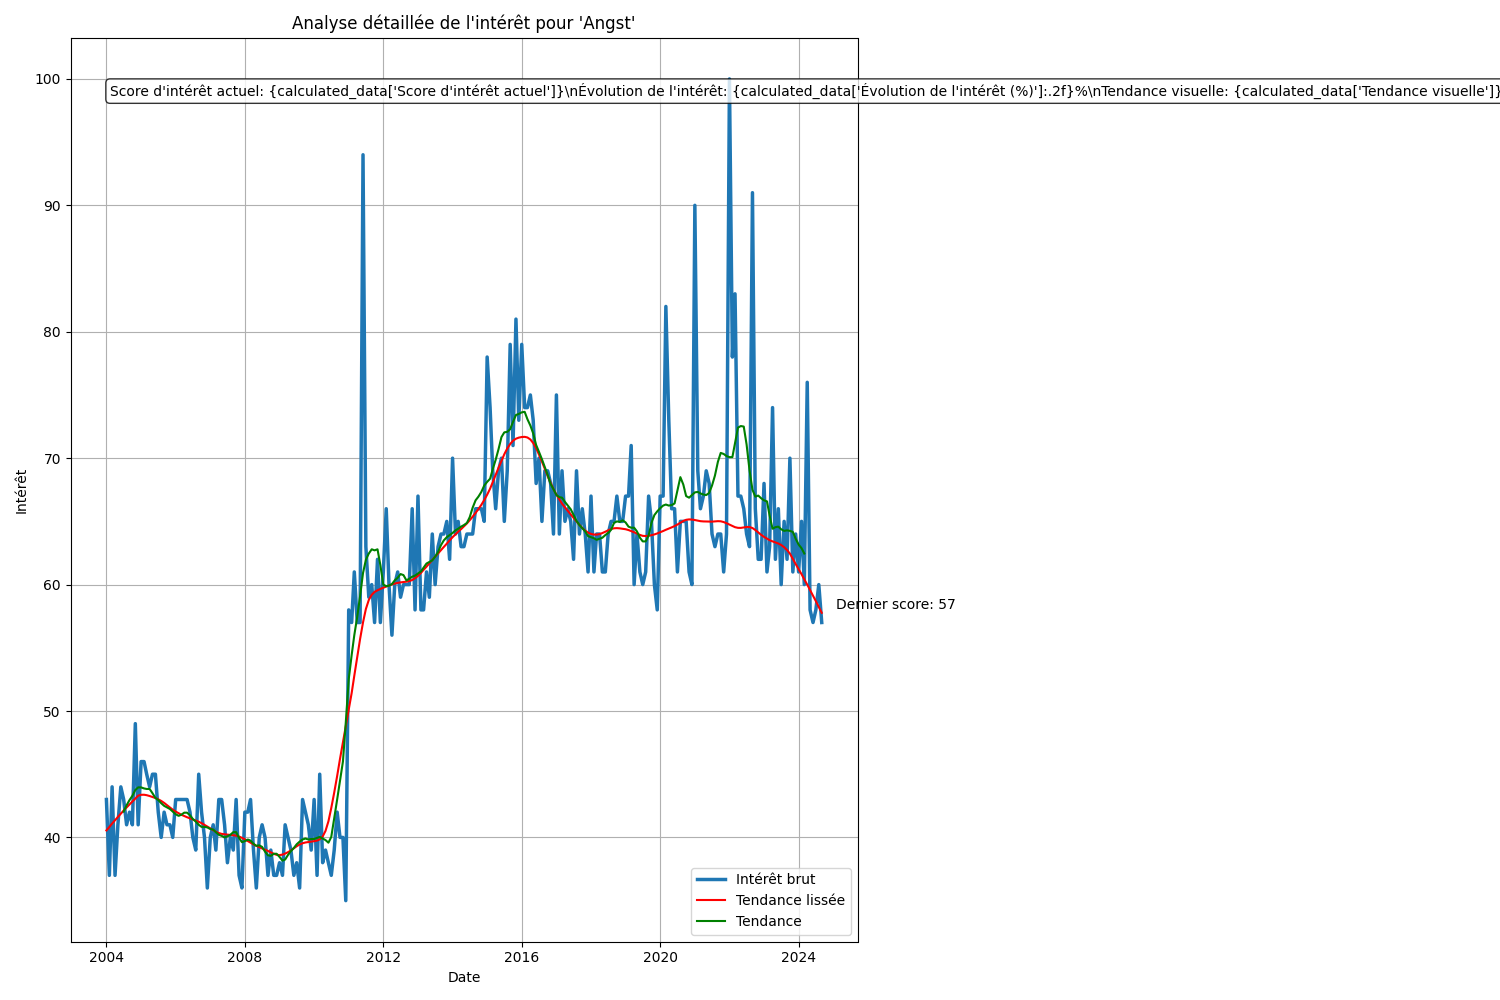 Analyse détaillée de l'intérêt pour 'Angst'
Score d'intérêt actuel: {calculated_data['Score d'intérêt actuel']}\nÉvolution de l'intérêt: {calculated_data['Évolution de l'intérêt (%)']:.2f}%\nTendance visuelle: {calculated_data['Tendance visuelle']}
100
90
80
70
60
50
40
Intérêt
Dernier score: 57
Intérêt brut
Tendance lissée
Tendance
2004
2008
2012
2016
2020
2024
Date